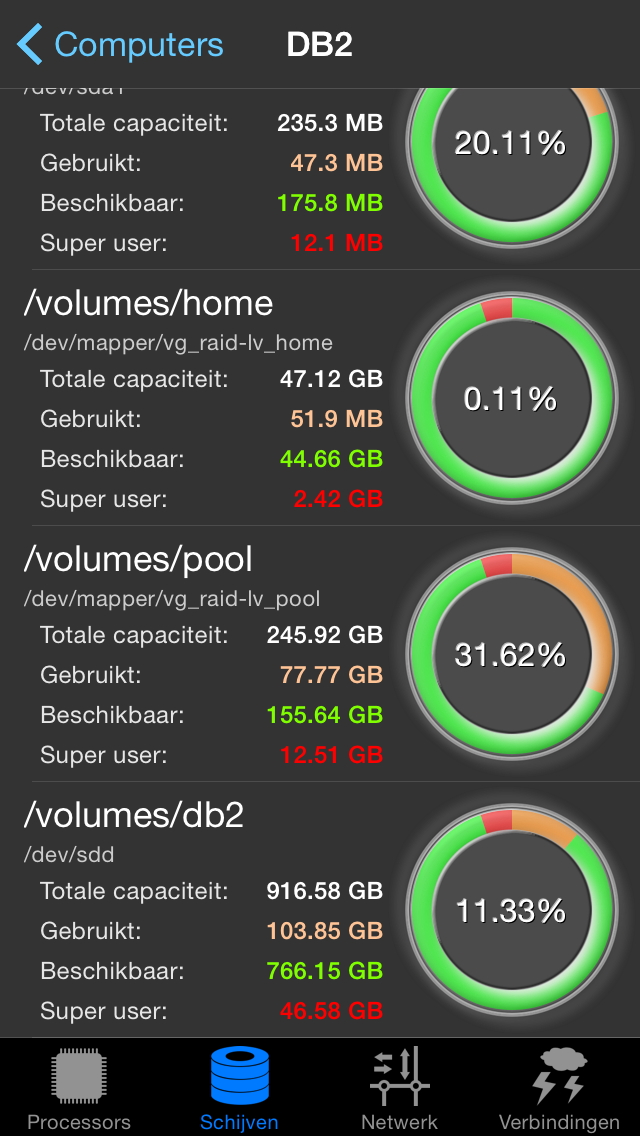 Computers DB2
/dev/sda1
Totale capaciteit: 235.3 MB
Gebruikt: 47.3 MB
Beschikbaar: 175.8 MB
Super user: 12.1 MB
20.11%
/volumes/home
/dev/mapper/vg_raid-lv_home
Totale capaciteit: 47.12 GB
Gebruikt: 51.9 MB
Beschikbaar: 44.66 GB
Super user: 2.42 GB
0.11%
/volumes/pool
/dev/mapper/vg_raid-lv_pool
Totale capaciteit: 245.92 GB
Gebruikt: 77.77 GB
Beschikbaar: 155.64 GB
Super user: 12.51 GB
31.62%
/volumes/db2
/dev/sdd
Totale capaciteit: 916.58 GB
Gebruikt: 103.85 GB
Beschikbaar: 766.15 GB
Super user: 46.58 GB
11.33%
Processors Schijven Netwerk Verbindingen